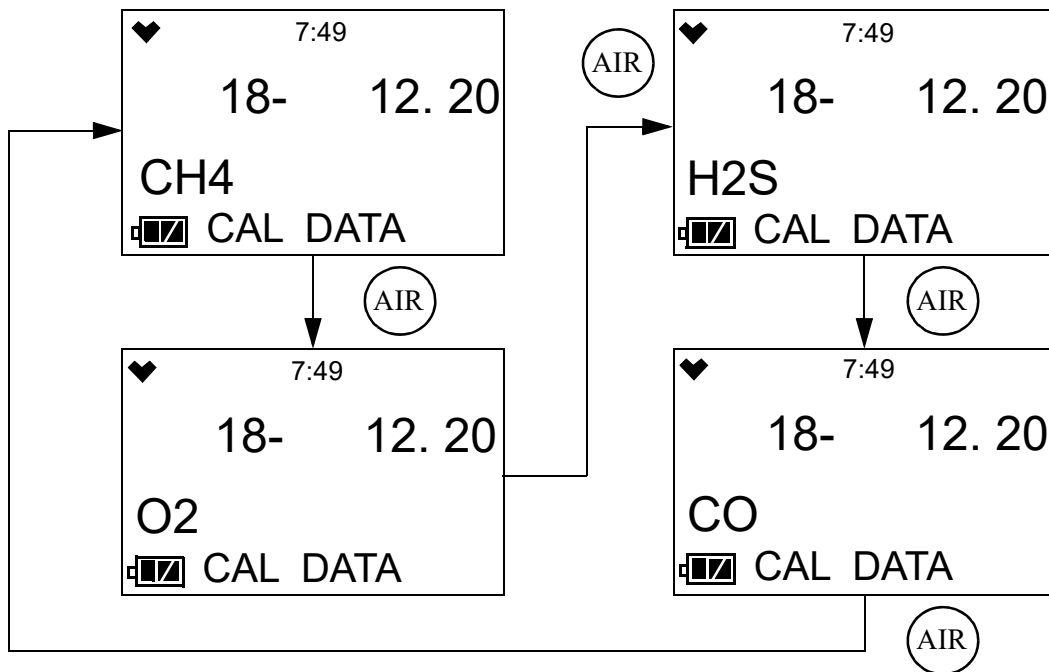 7:49
18- 12. 20
CH4
CAL DATA
AIR
7:49
18- 12. 20
O2
CAL DATA
AIR
7:49
18- 12. 20
H2S
CAL DATA
AIR
7:49
18- 12. 20
CO
CAL DATA
AIR